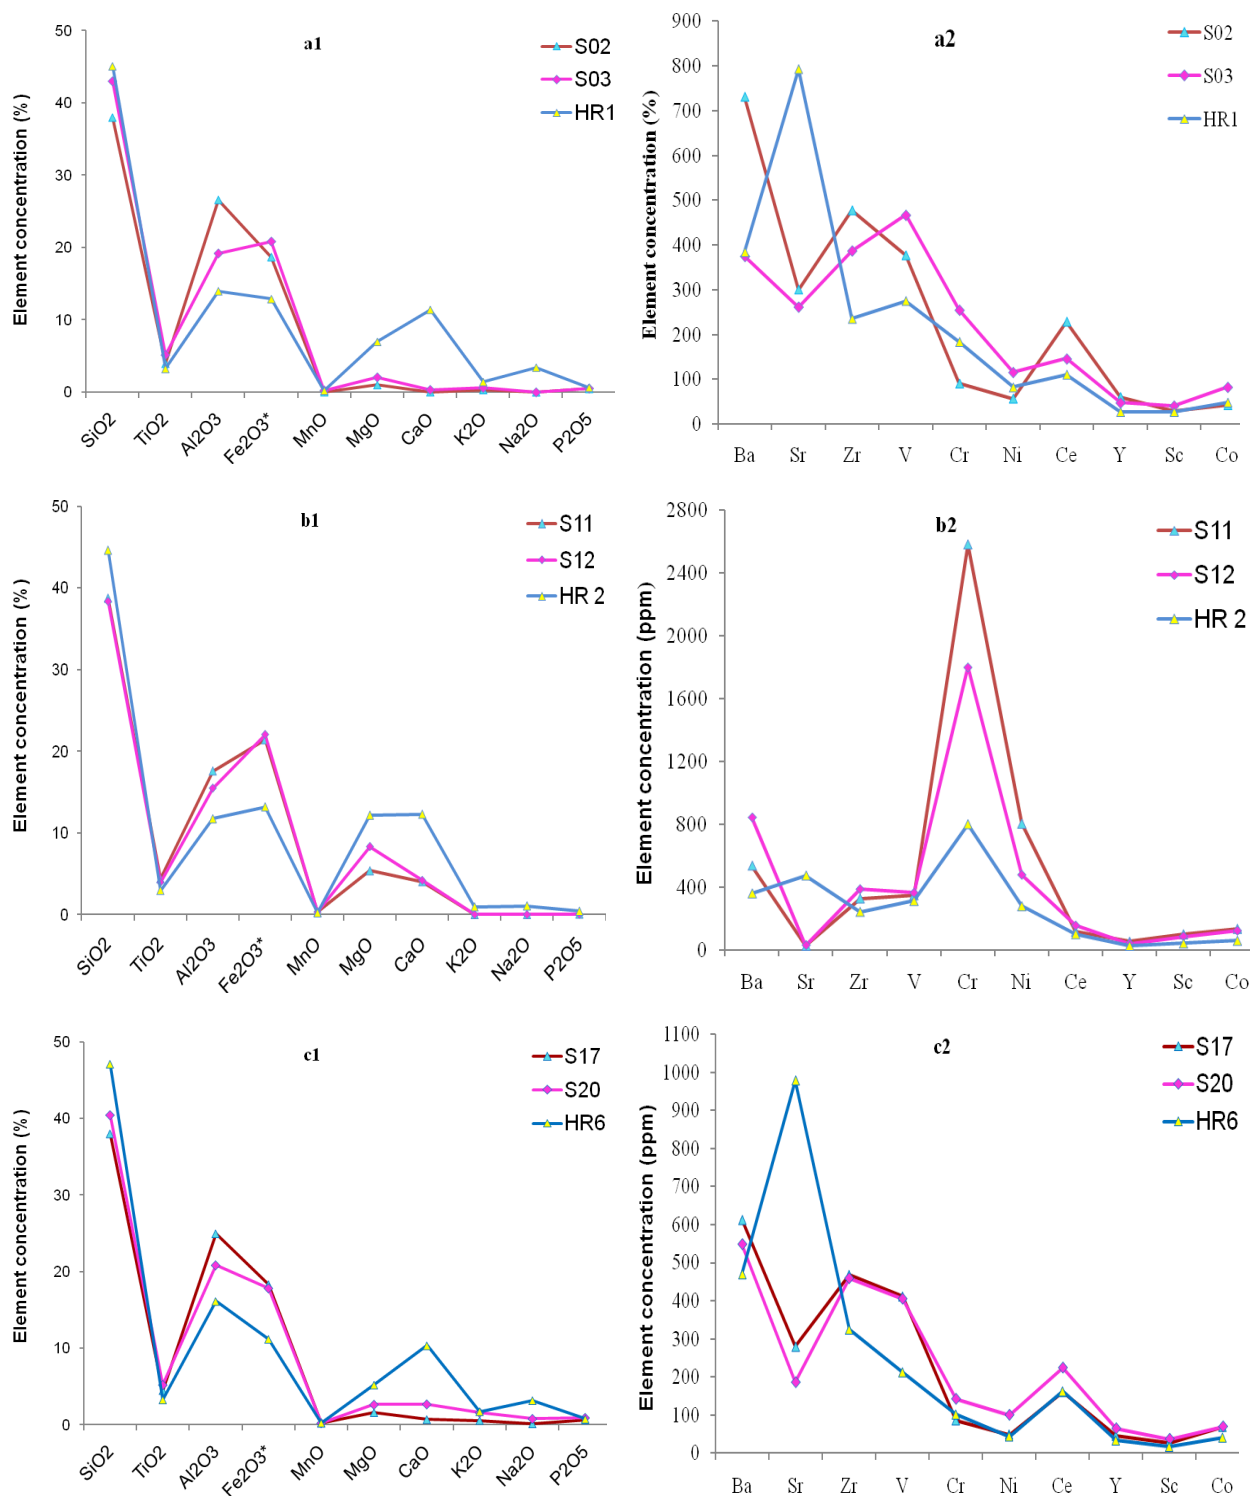 a1
S02
S03
HR1
Element concentration (%)
50
40
30
20
10
0
SiO2
TiO2
Al2O3
Fe2O3*
MnO
MgO
CaO
K2O
Na2O
P2O5
a2
S02
S03
HR1
Element concentration (%)
900
800
700
600
500
400
300
200
100
0
Ba Sr Zr V Cr Ni Ce Y Sc Co
b1
S11
S12
HR 2
Element concentration (%)
50
40
30
20
10
0
SiO2
TiO2
Al2O3
Fe2O3*
MnO
MgO
CaO
K2O
Na2O
P2O5
b2
S11
S12
HR 2
Element concentration (ppm)
2800
2400
2000
1600
1200
800
400
0
Ba Sr Zr V Cr Ni Ce Y Sc Co
c1
S17
S20
HR6
Element concentration (%)
50
40
30
20
10
0
SiO2
TiO2
Al2O3
Fe2O3*
MnO
MgO
CaO
K2O
Na2O
P2O5
c2
S17
S20
HR6
Element concentration (ppm)
1100
1000
900
800
700
600
500
400
300
200
100
0
Ba Sr Zr V Cr Ni Ce Y Sc Co